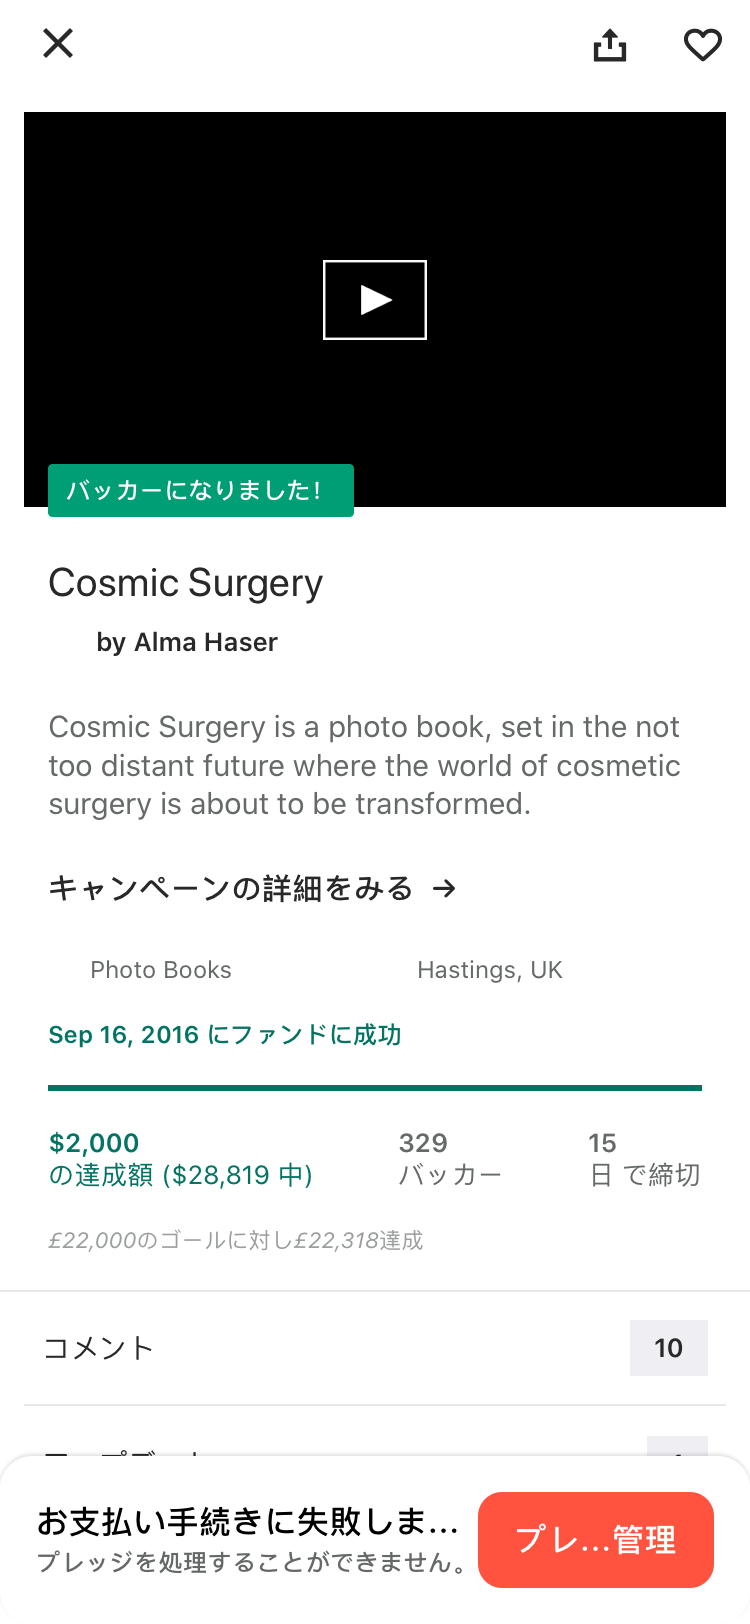 バッカーになりました!
Cosmic Surgery
by Alma Haser
Cosmic Surgery is a photo book, set in the not
too distant future where the world of cosmetic
surgery is about to be transformed.
キャンペーンの詳細をみる →
Photo Books
Hastings, UK
Sep 16, 2016 にファンドに成功
$2,000
の達成額 ($28,819 中)
329
バッカー
15
日 で締切
£22,000のゴールに対し£22,318達成
コメント
10
お支払い手続きに失敗しま...
プレッジを処理することができません。
プレ...管理